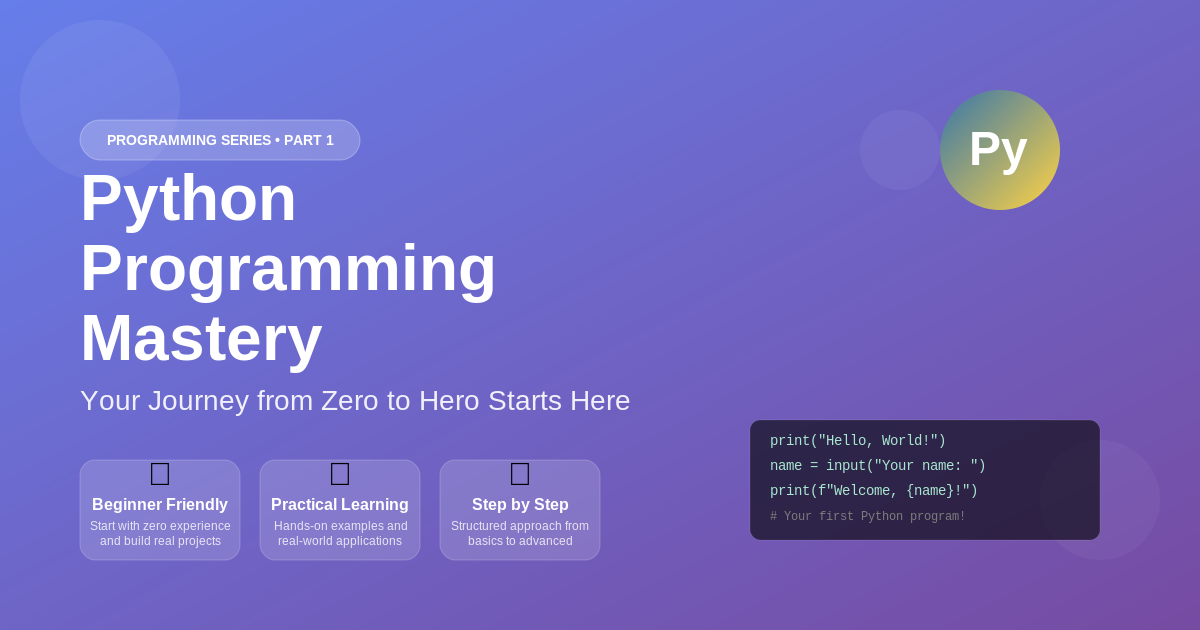 PROGRAMMING SERIES • PART 1
Py
Python
Programming
Mastery
Your Journey from Zero to Hero Starts Here
Beginner Friendly
Start with zero experience
and build real projects
Practical Learning
Hands-on examples and
real-world applications
Step by Step
Structured approach from
basics to advanced
print("Hello, World!")
name = input("Your name: ")
print(f"Welcome, {name}!")
# Your first Python program!